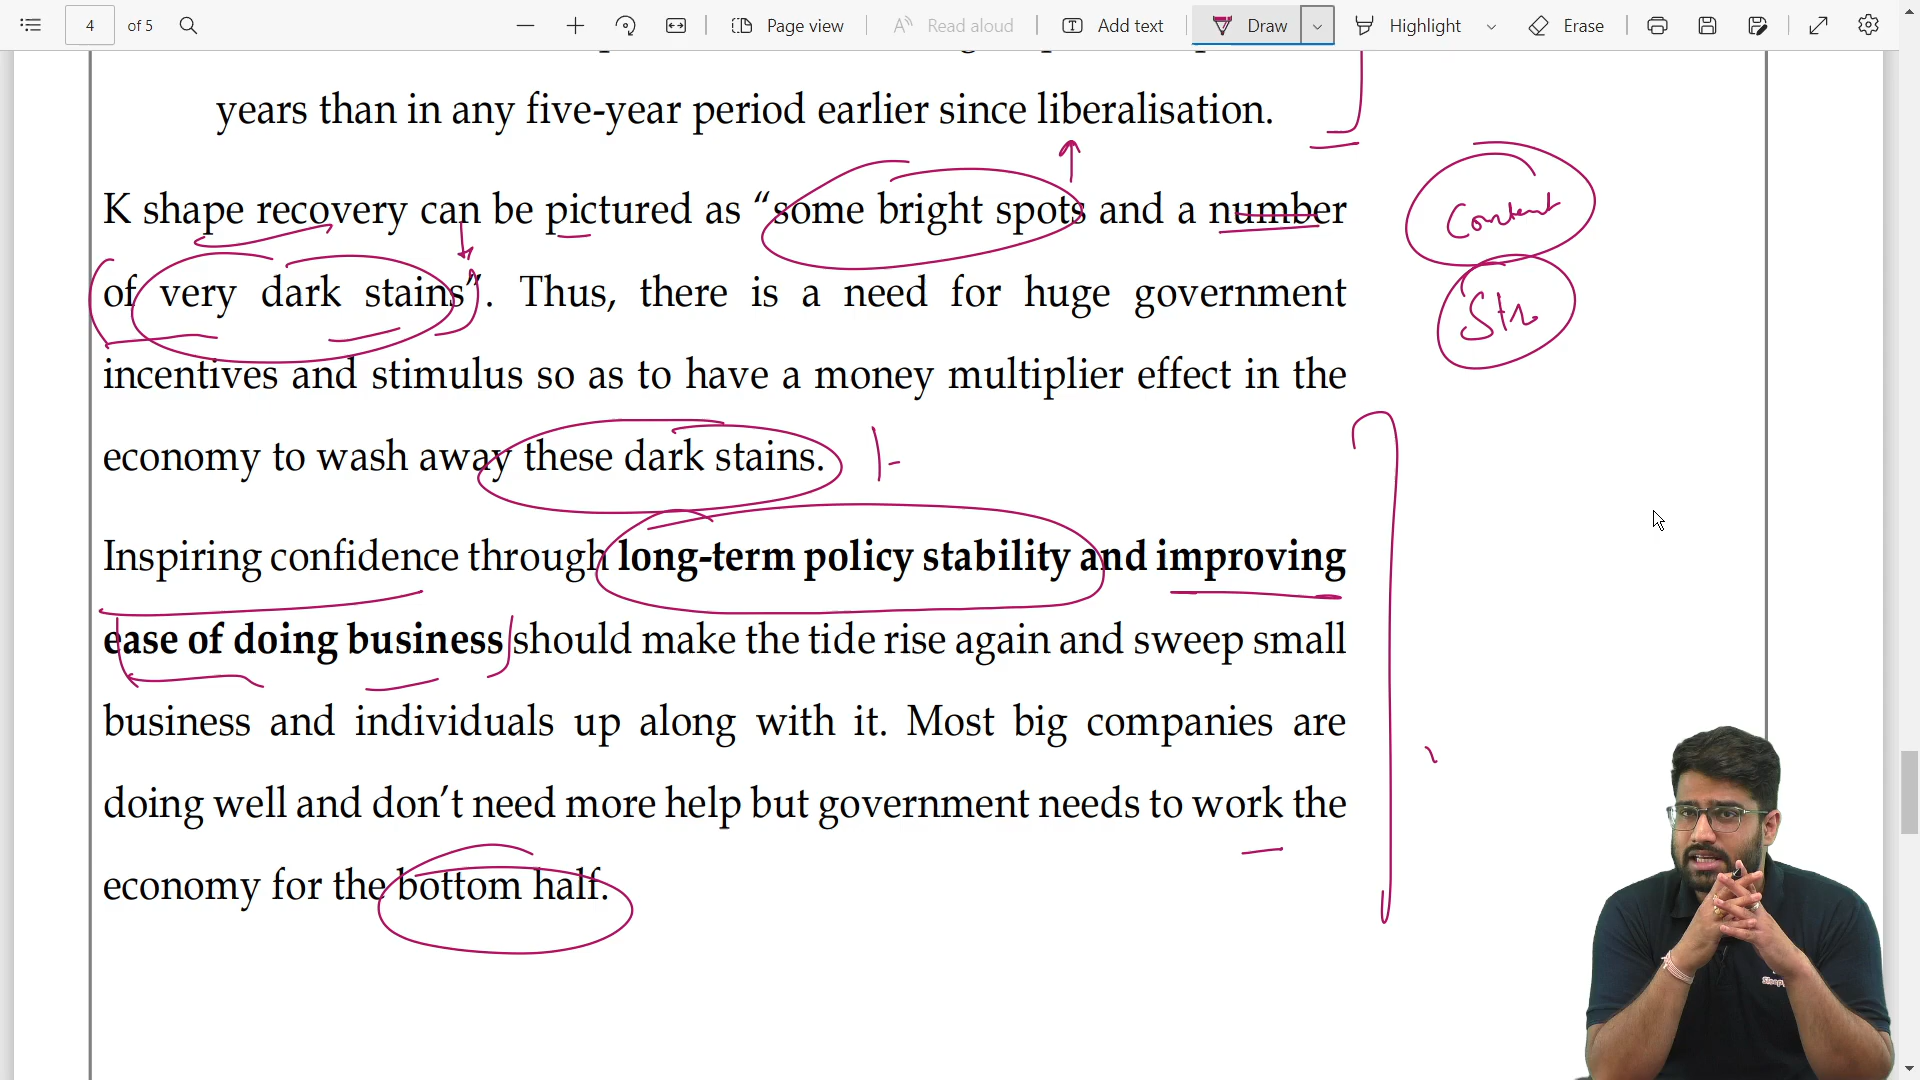 4 of 5 Page view Read aloud Add text Draw Highlight Erase
years than in any five-year period earlier since liberalisation.
K shape recovery can be pictured as “some bright spots and a number
of very dark stains”. Thus, there is a need for huge government
incentives and stimulus so as to have a money multiplier effect in the
economy to wash away these dark stains.
Inspiring confidence through long-term policy stability and improving
ease of doing business should make the tide rise again and sweep small
business and individuals up along with it. Most big companies are
doing well and don’t need more help but government needs to work the
economy for the bottom half.
Content
Str